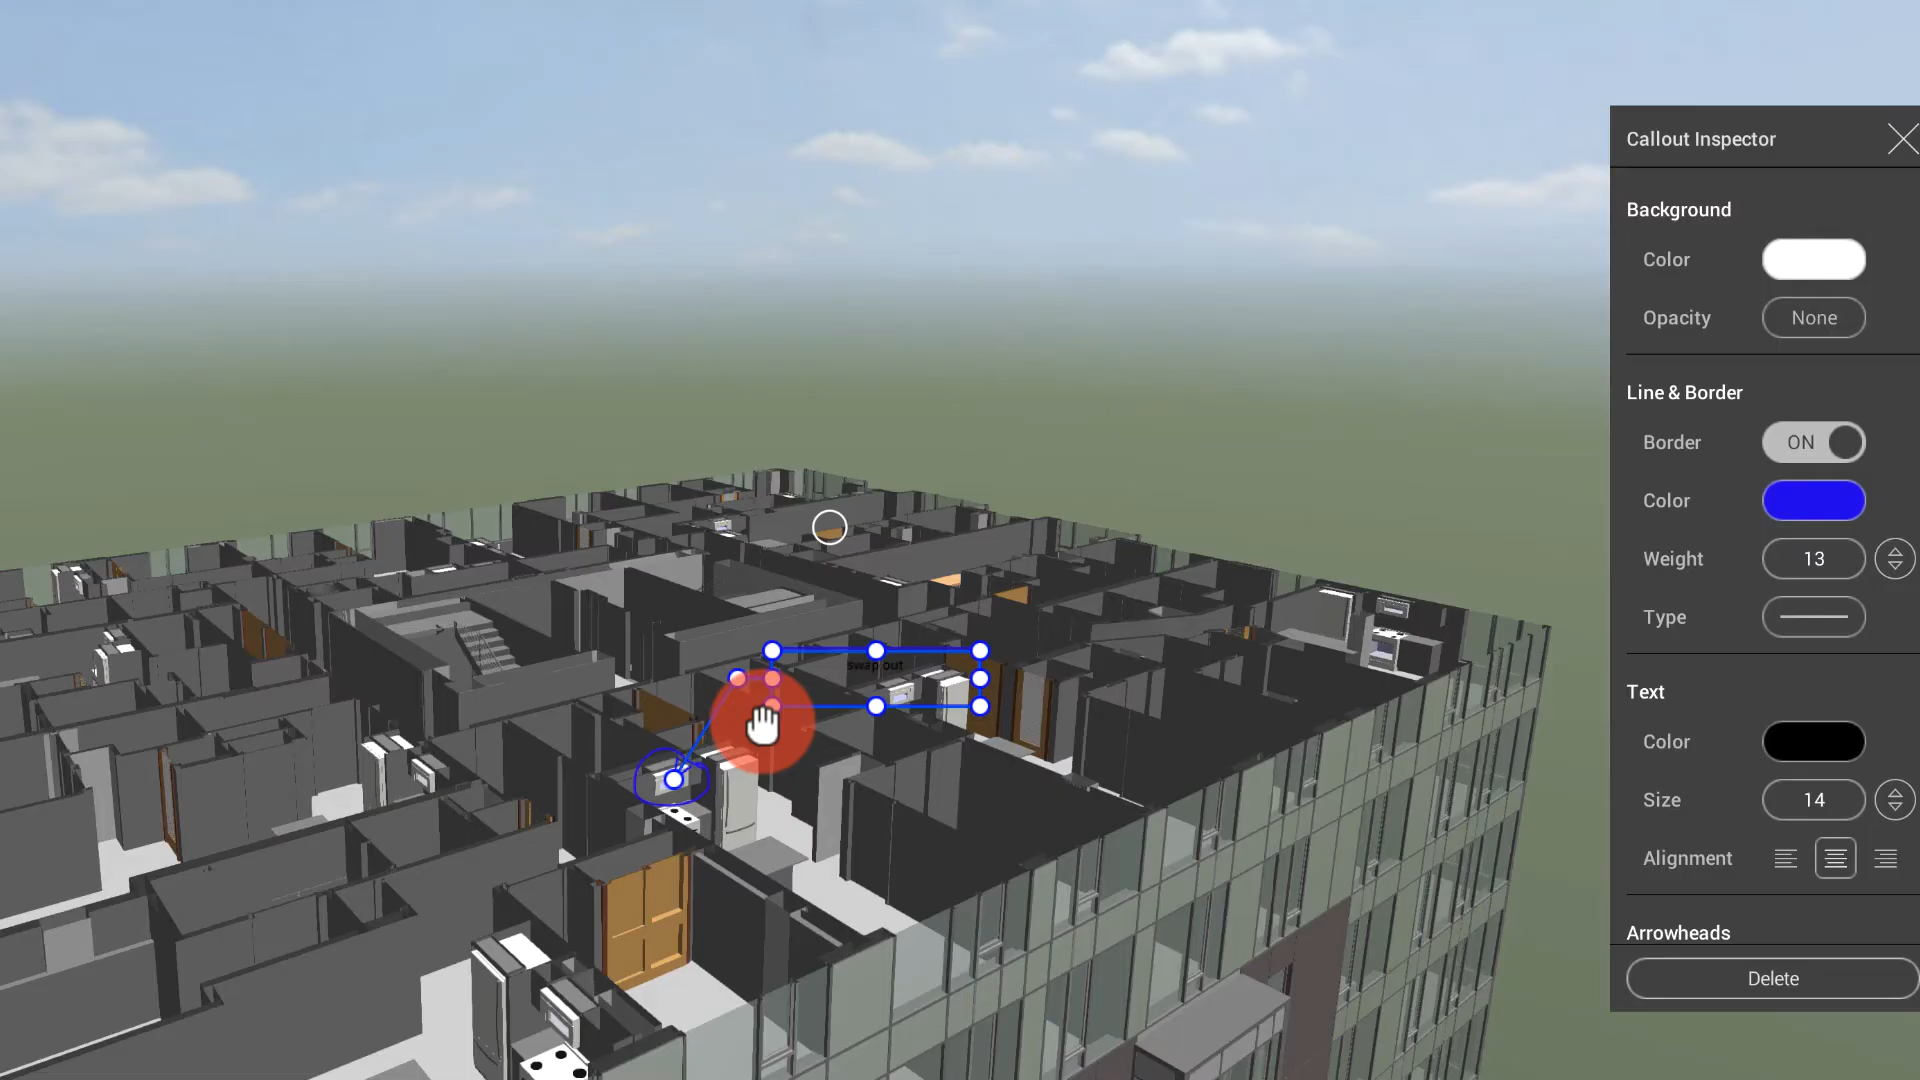 Callout Inspector
Background
Color
Opacity None
Line & Border
Border ON
Color
Weight 13
Type
Text
Color
Size 14
Alignment
Arrowheads
Delete
swap out